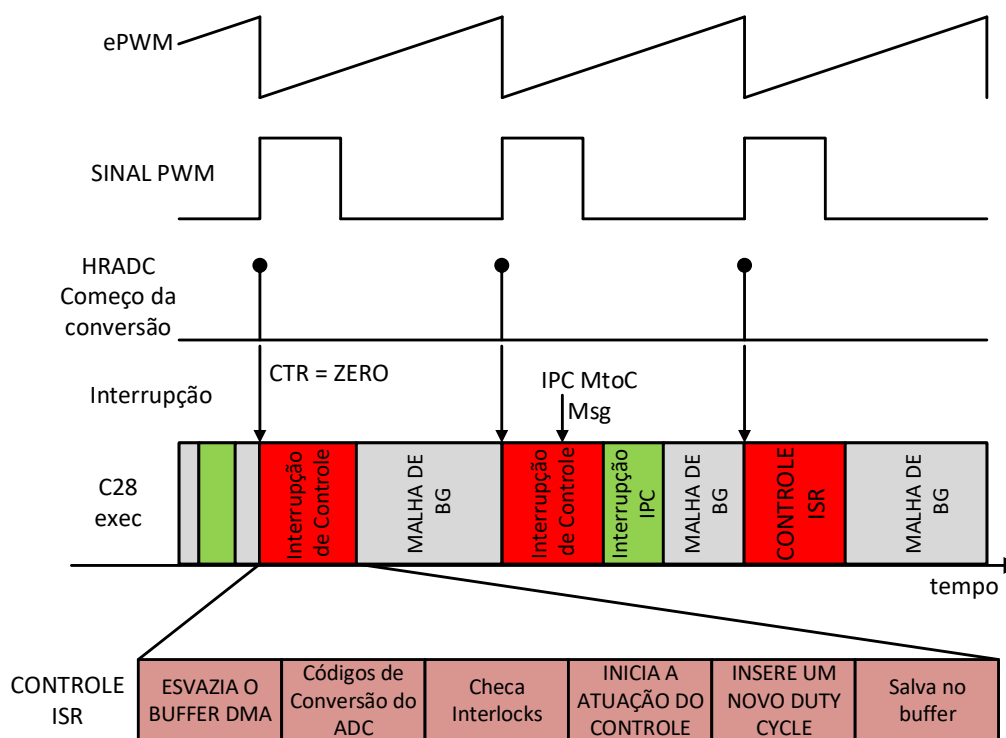 ePWM
SINAL PWM
HRADC
Começo da
conversão
CTR = ZERO
Interrupção
IPC MtoC
Msg
C28
exec
Interrupção
de Controle
MALHA DE
BG
Interrupção
de Controle
Interrupção
IPC
MALHA DE
BG
CONTROLE
ISR
MALHA DE
BG
tempo
CONTROLE
ISR
ESVAZIA O
BUFFER DMA
Códigos de
Conversão do
ADC
Checa
Interlocks
INICIA A
ATUAÇÃO DO
CONTROLE
INSERE UM
NOVO DUTY
CYCLE
Salva no
buffer